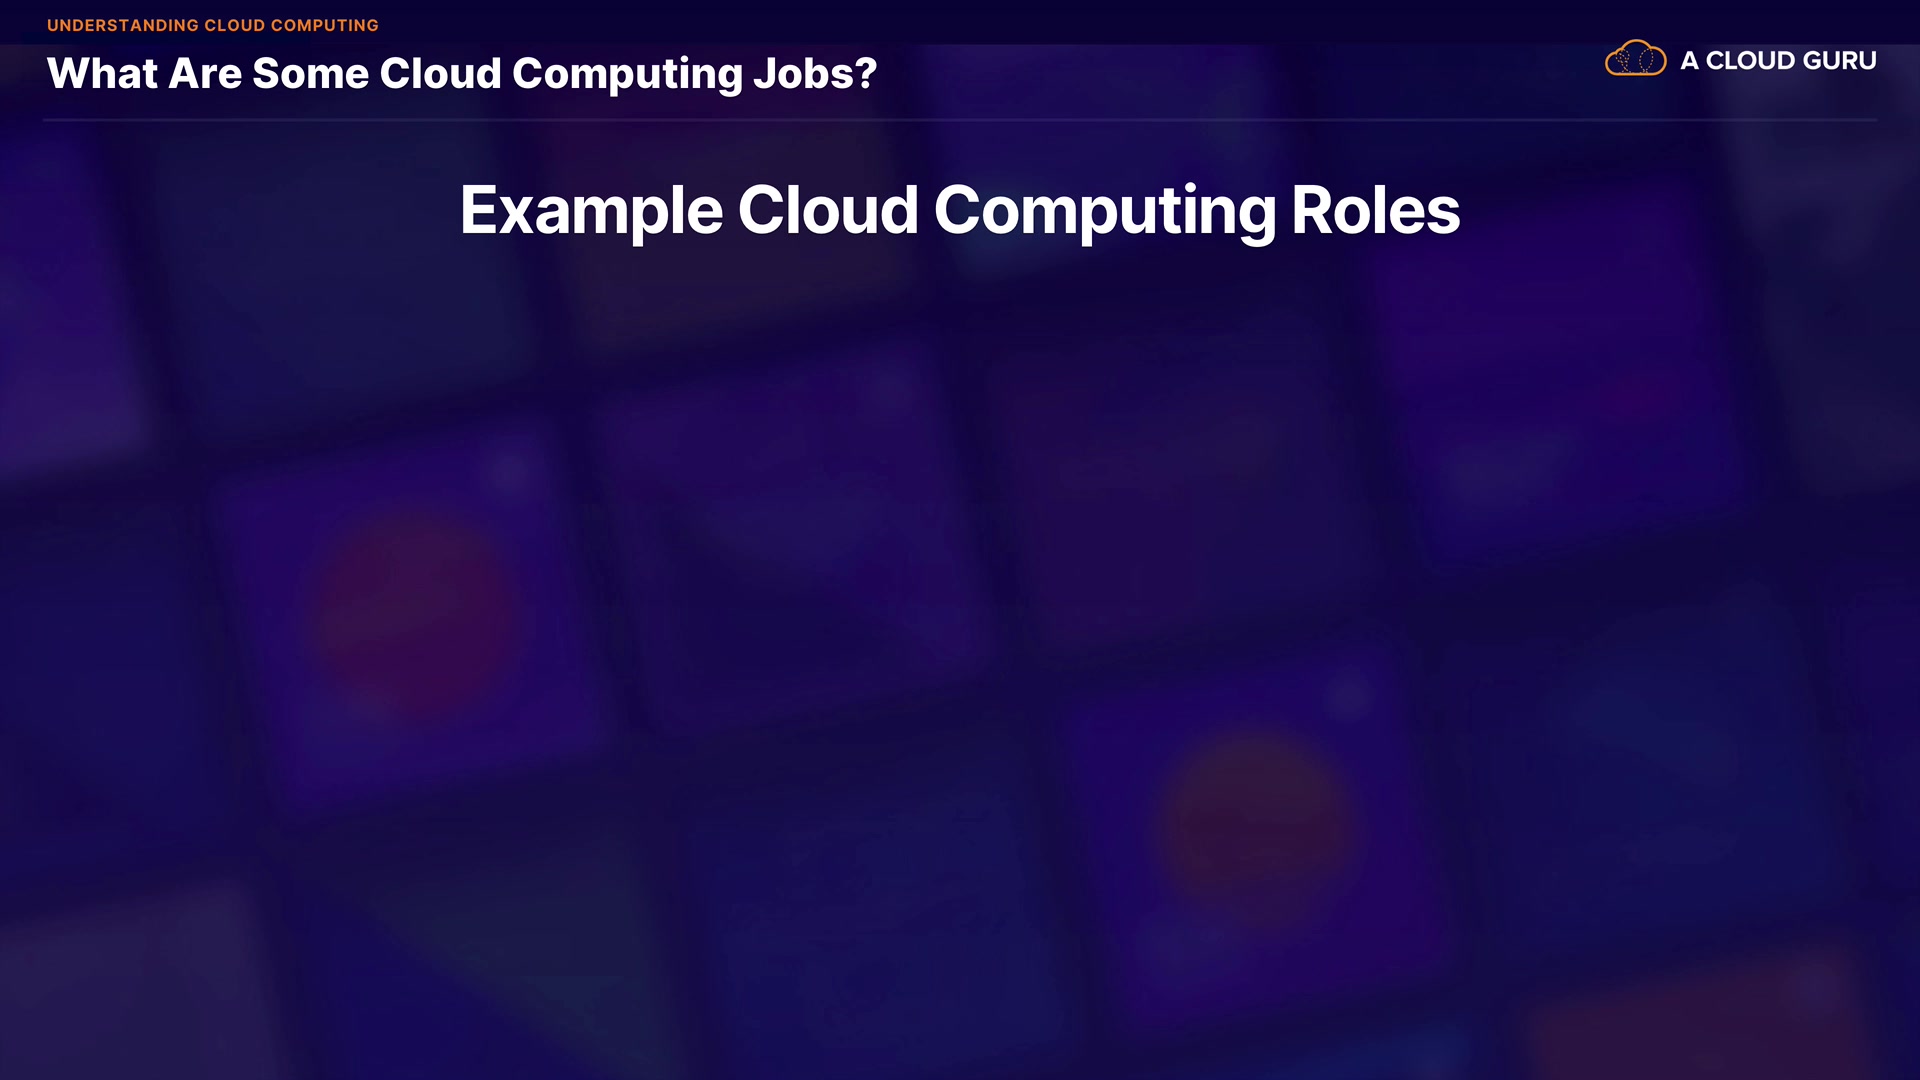 UNDERSTANDING CLOUD COMPUTING
What Are Some Cloud Computing Jobs?
A CLOUD GURU
Example Cloud Computing Roles